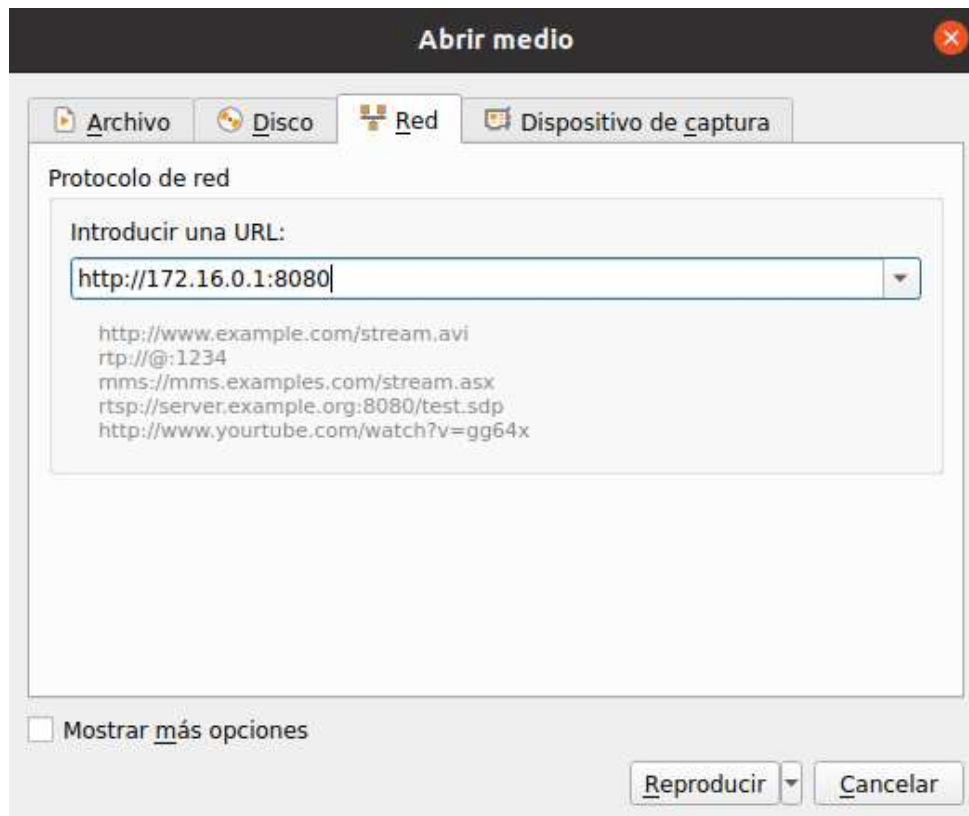 Abrir medio
Archivo Disco Red Dispositivo de captura
Protocolo de red
Introducir una URL:
http://172.16.0.1:8080
http://www.example.com/stream.avi
rtp://@:1234
mms://mms.examples.com/stream.asx
rtsp://server.example.org:8080/test.sdp
http://www.yourtube.com/watch?v=gg64x
Mostrar más opciones
Reproducir Cancelar